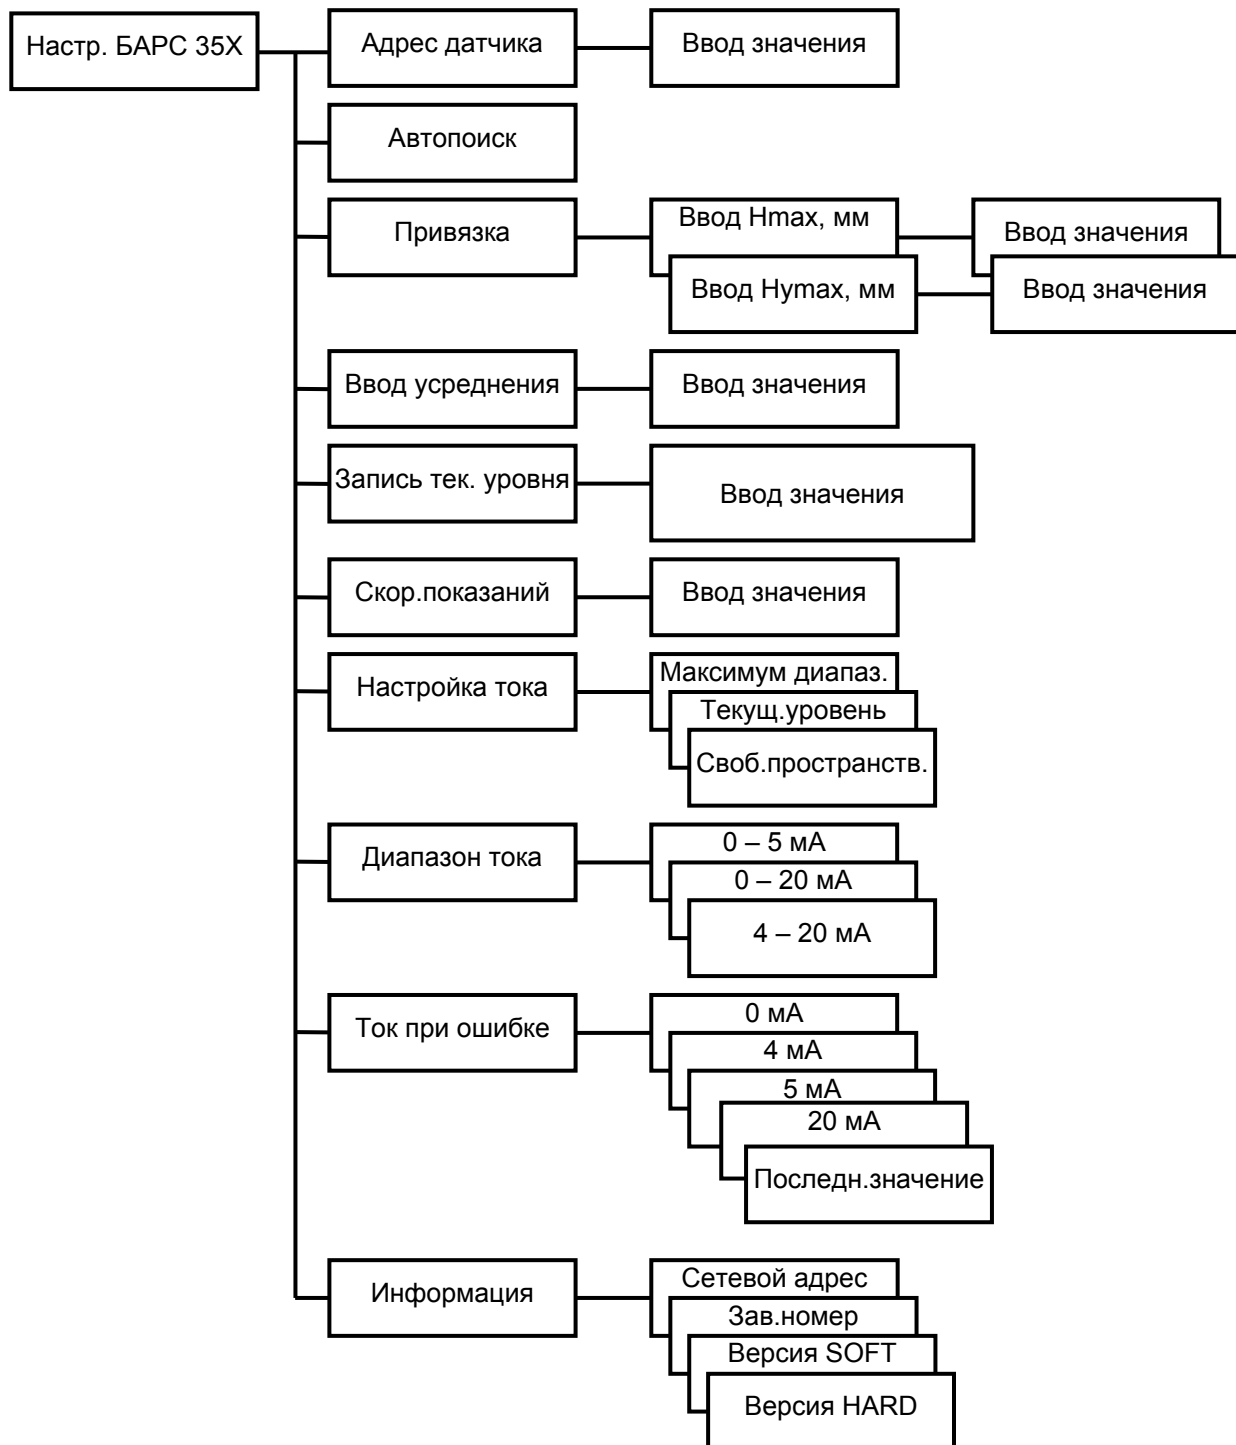 Настр. БАРС 35X
Адрес датчика
Ввод значения
Автопоиск
Привязка
Ввод Hmax, мм
Ввод значения
Ввод Hymax, мм
Ввод значения
Ввод усреднения
Ввод значения
Запись тек. уровня
Ввод значения
Скор.показаний
Ввод значения
Настройка тока
Максимум диапаз.
Текущ.уровень
Своб.пространств.
Диапазон тока
0 – 5 мА
0 – 20 мА
4 – 20 мА
Ток при ошибке
0 мА
4 мА
5 мА
20 мА
Последн.значение
Информация
Сетевой адрес
Зав.номер
Версия SOFT
Версия HARD